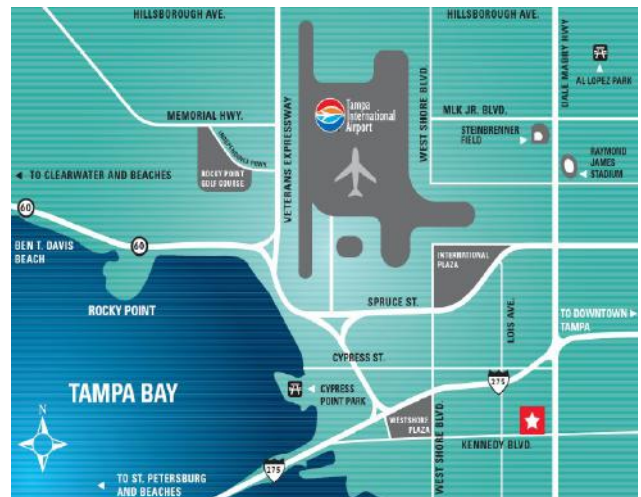 HILLSBOROUGH AVE.
HILLSBOROUGH AVE.
DALE MABRY HWY
AL LOPEZ PARK
MEMORIAL HWY.
INDEPENDENCE PKWY.
VETERANS EXPRESSWAY
Tampa
International
Airport
WEST SHORE BLVD.
MLK JR. BLVD.
STEINBRENNER
FIELD
RAYMOND
JAMES
STADIUM
TO CLEARWATER AND BEACHES
ROCKY POINT
GOLF COURSE
60
BEN T. DAVIS
BEACH
60
ROCKY POINT
INTERNATIONAL
PLAZA
SPRUCE ST.
LOIS AVE.
TO DOWNTOWN
TAMPA
CYPRESS ST.
275
TAMPA BAY
CYPRESS
POINT PARK
N
WESTSHORE
PLAZA
WEST SHORE BLVD.
KENNEDY BLVD.
275
TO ST. PETERSBURG
AND BEACHES